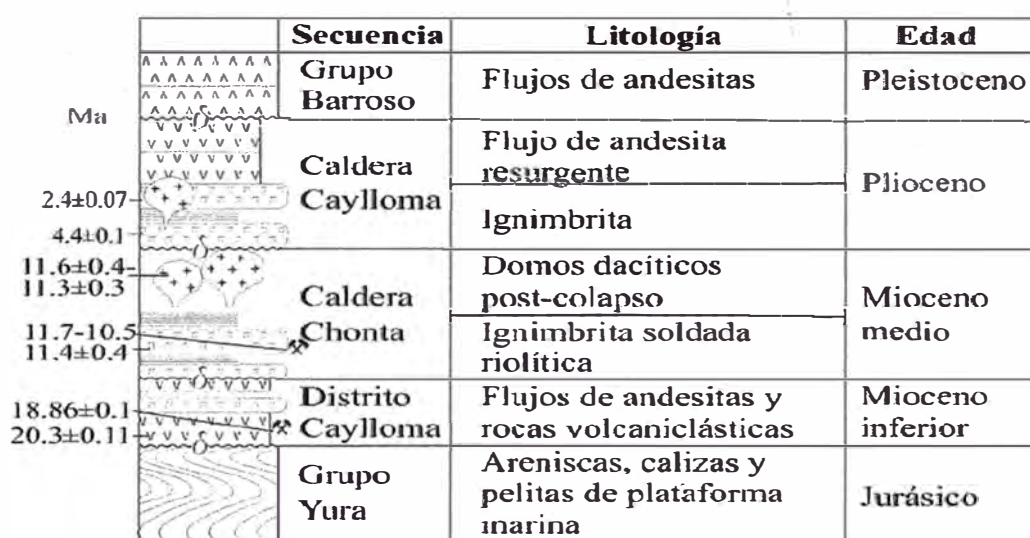 Secuencia Litología Edad
Grupo Barroso Flujos de andesitas Pleistoceno
Ma
Caldera Caylloma Flujo de andesita resurgente Plioceno
Ignimbrita
2.4±0.07
4.4±0.1
11.6±0.4-
11.3±0.3
Caldera Chonta Domos dacíticos post-colapso Mioceno medio
Ignimbrita soldada riolítica
11.7-10.5
11.4±0.4
Distrito Caylloma Flujos de andesitas y rocas volcaniclásticas Mioceno inferior
18.86±0.1
20.3±0.11
Grupo Yura Areniscas, calizas y pelitas de plataforma marina Jurásico